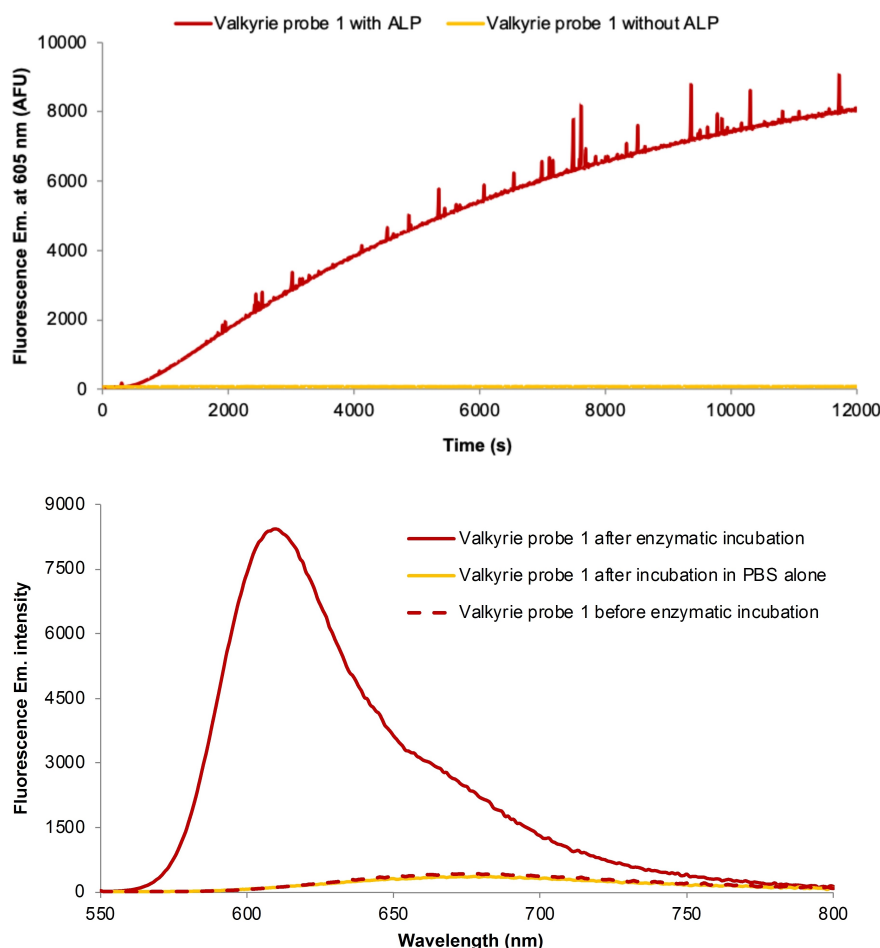 Valkyrie probe 1 with ALP
Valkyrie probe 1 without ALP
Fluorescence Em. at 605 nm (AFU)
10000
8000
6000
4000
2000
0
0 2000 4000 6000 8000 10000 12000
Time (s)
Fluorescence Em. intensity
9000
7500
6000
4500
3000
1500
0
Valkyrie probe 1 after enzymatic incubation
Valkyrie probe 1 after incubation in PBS alone
Valkyrie probe 1 before enzymatic incubation
550 600 650 700 750 800
Wavelength (nm)